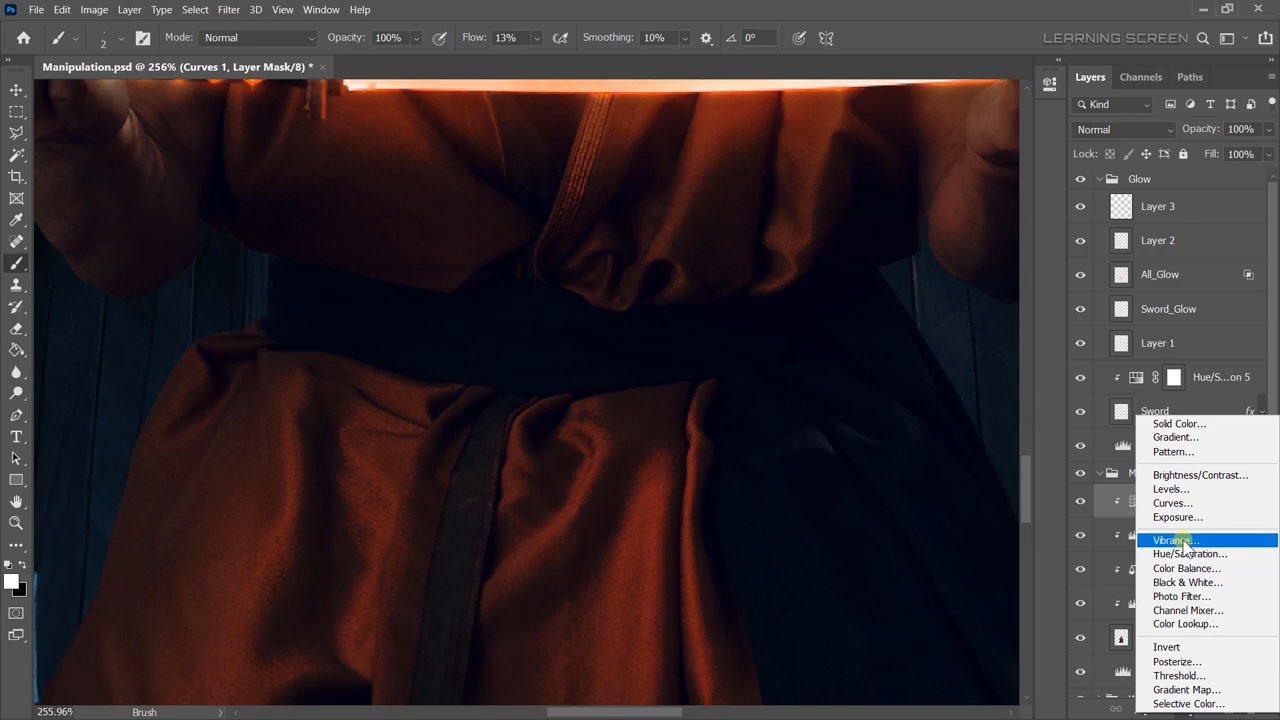 Ps File Edit Image Layer Type Select Filter 3D View Window Help
2 Mode: Normal Opacity: 100% Flow: 13% Smoothing: 10% 0° LEARNING SCREEN
Manipulation.psd @ 256% (Curves 1, Layer Mask/8) *
Layers Channels Paths
Kind
Normal Opacity: 100%
Lock: Fill: 100%
Glow
Layer 3
Layer 2
All_Glow
Sword_Glow
Layer 1
Hue/S...on 5
Sword fx
Solid Color...
Gradient...
Pattern...
Brightness/Contrast...
Levels...
Curves...
Exposure...
Vibrance...
Hue/Saturation...
Color Balance...
Black & White...
Photo Filter...
Channel Mixer...
Color Lookup...
Invert
Posterize...
Threshold...
Gradient Map...
Selective Color...
255.96% Brush